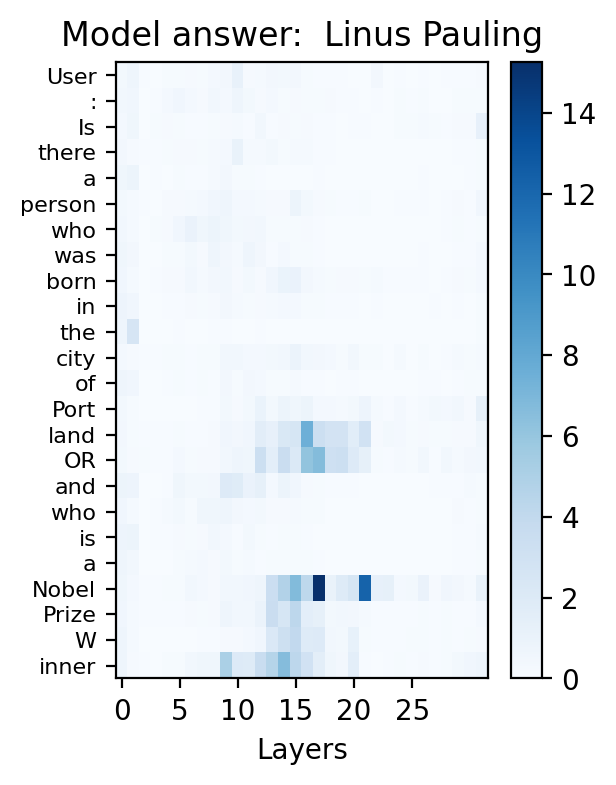 Model answer:  Linus Pauling
User
:
Is
there
a
person
who
was
born
in
the
city
of
Port
land
OR
and
who
is
a
Nobel
Prize
W
inner
0 5 10 15 20 25
Layers
14
12
10
8
6
4
2
0